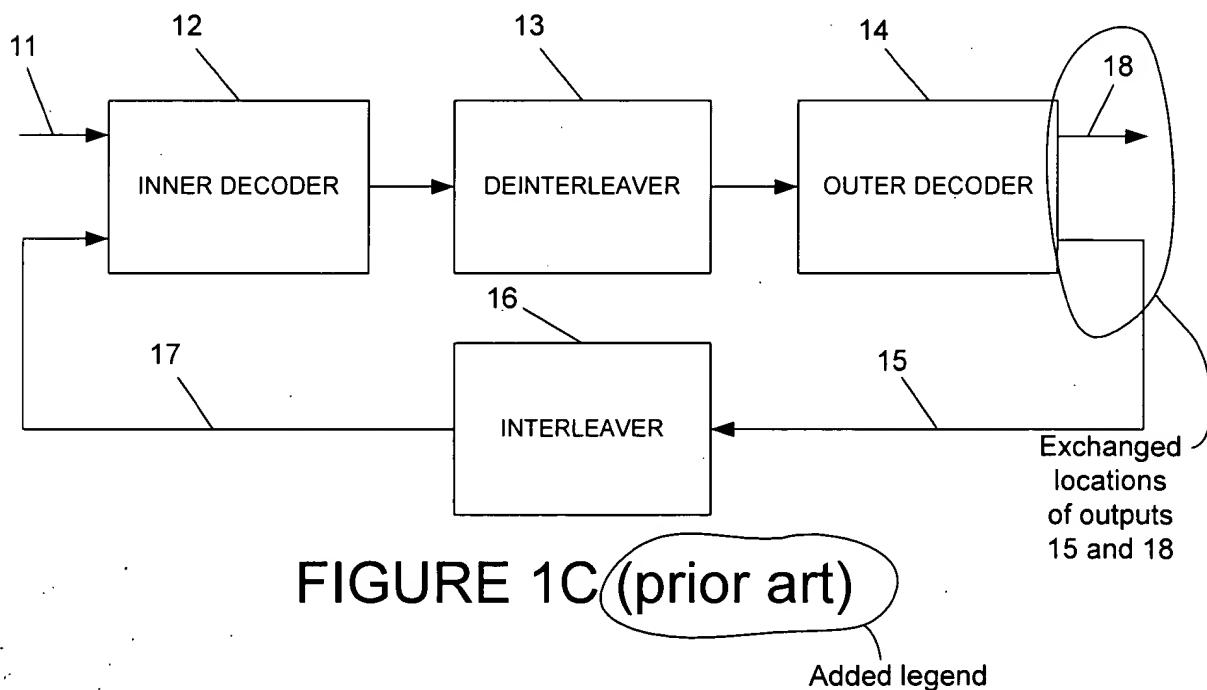 11
12
13
14
18
INNER DECODER
DEINTERLEAVER
OUTER DECODER
16
17
15
INTERLEAVER
Exchanged
locations
of outputs
15 and 18
FIGURE 1C (prior art)
Added legend